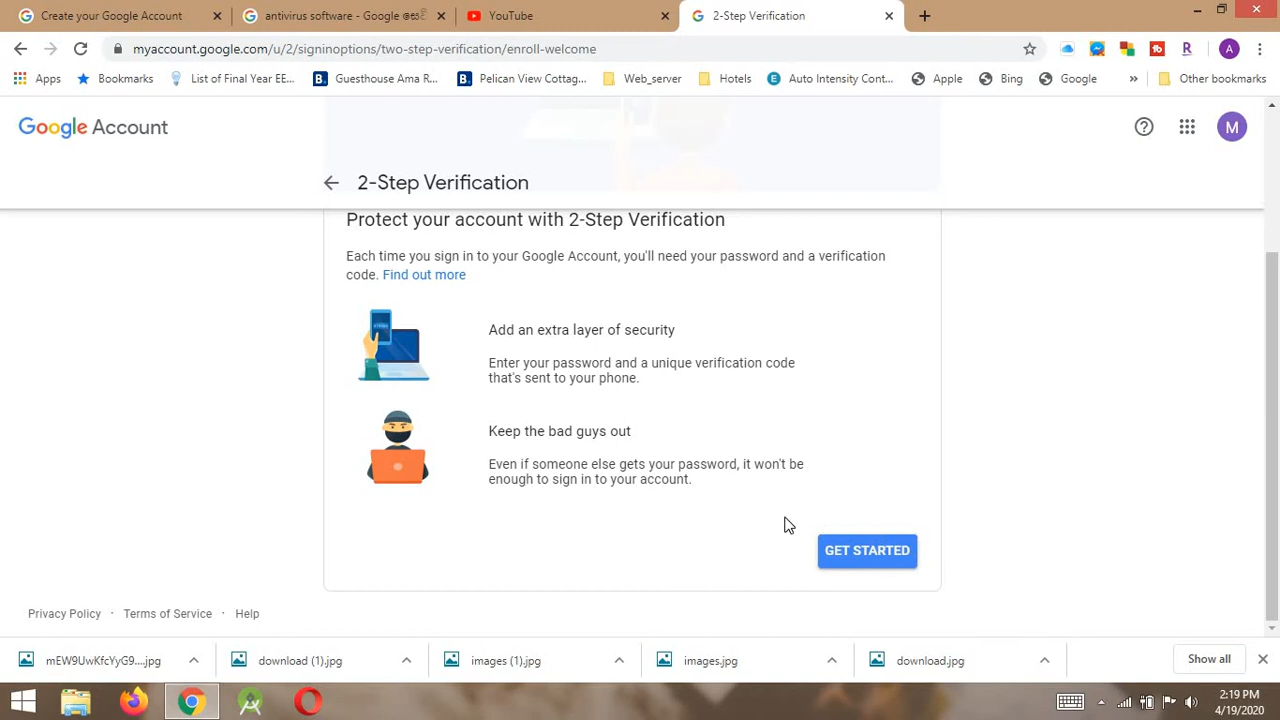 Create your Google Account
antivirus software - Google
YouTube
2-Step Verification
myaccount.google.com/u/2/signinoptions/two-step-verification/enroll-welcome
A
Apps
Bookmarks
List of Final Year EE...
Guesthouse Ama R...
Pelican View Cottag...
Web_server
Hotels
Auto Intensity Cont...
Apple
Bing
Google
Other bookmarks
Google Account
M
2-Step Verification
Protect your account with 2-Step Verification
Each time you sign in to your Google Account, you'll need your password and a verification
code. Find out more
Add an extra layer of security
Enter your password and a unique verification code
that's sent to your phone.
Keep the bad guys out
Even if someone else gets your password, it won't be
enough to sign in to your account.
GET STARTED
Privacy Policy · Terms of Service · Help
mEW9UwKfcYyG9....jpg
download (1).jpg
images (1).jpg
images.jpg
download.jpg
Show all
2:19 PM
4/19/2020